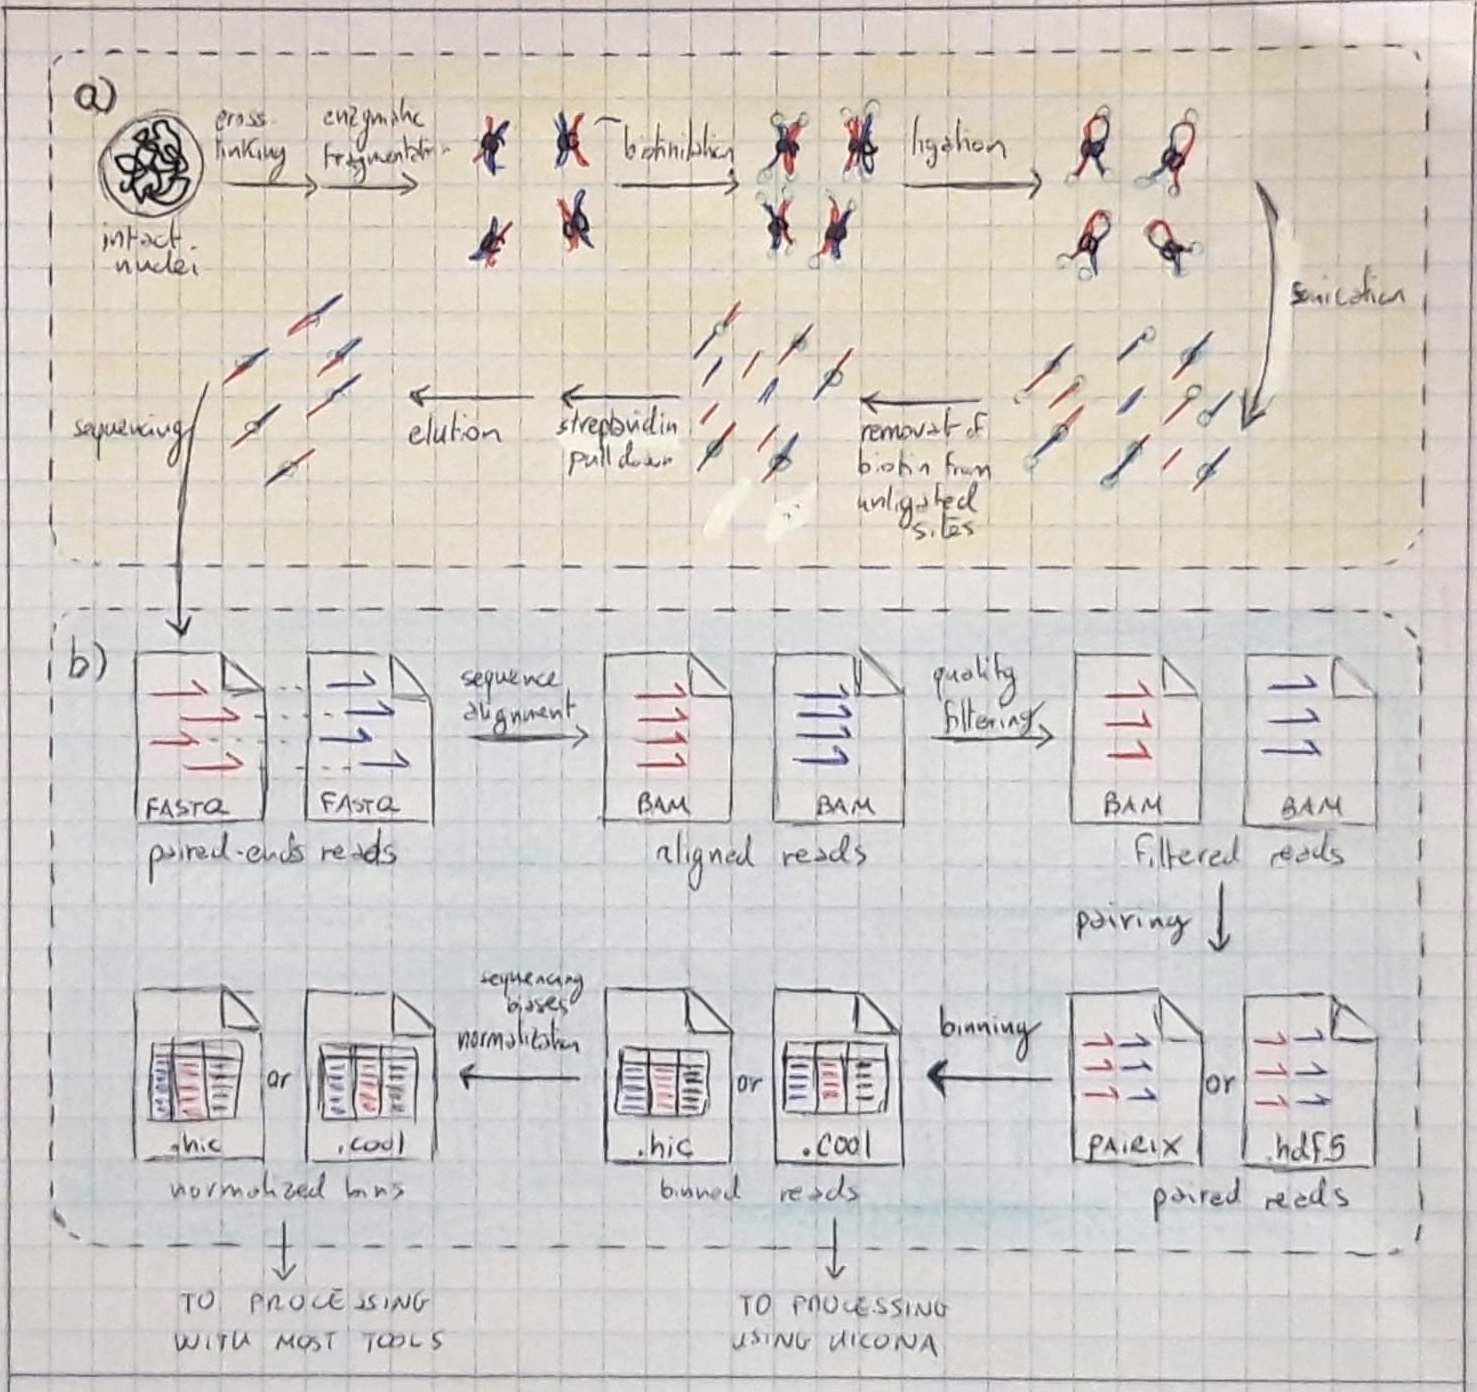 a)
cross-
linking
enzymatic
fragmentation
biotinilation
ligation
intact
nuclei
sonication
sequencing
elution
streptavidin
pull down
removal of
biotin from
unligated
sites
b)
sequence
alignment
quality
filtering
FASTQ
FASTQ
BAM
BAM
BAM
BAM
paired-ends reads
aligned reads
filtered reads
pairing
sequencing
biases
normalization
binning
or
or
or
.hic
.cool
.hic
.cool
PAIRIX
.hdf5
normalized bins
binned reads
paired reads
TO PROCESSING
WITH MOST TOOLS
TO PROCESSING
USING HICONA